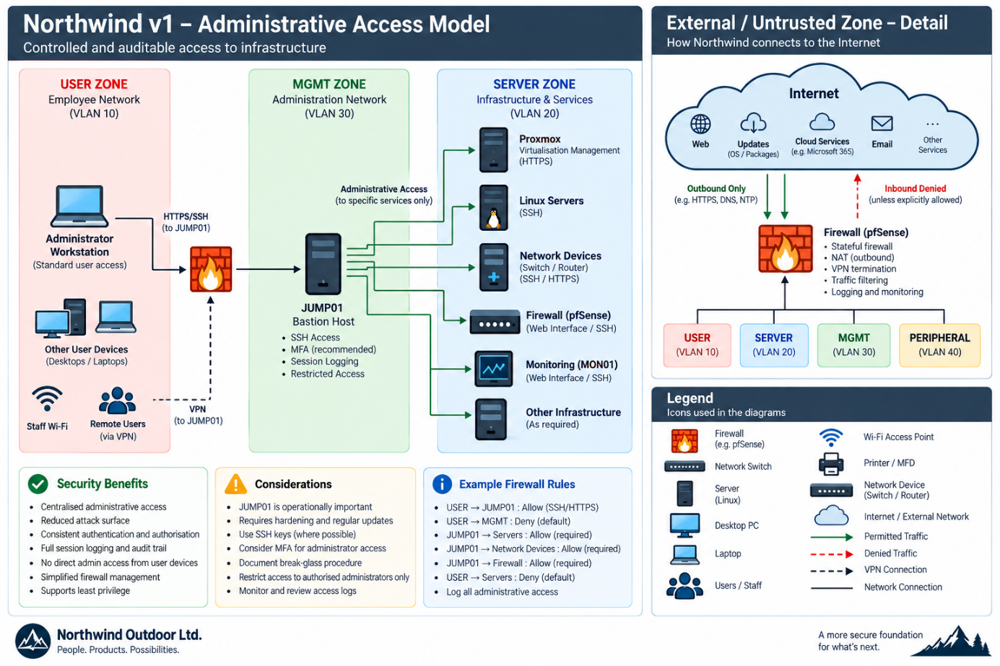 Northwind v1 – Administrative Access Model
Controlled and auditable access to infrastructure
USER ZONE
Employee Network
(VLAN 10)
MGMT ZONE
Administration Network
(VLAN 30)
SERVER ZONE
Infrastructure & Services
(VLAN 20)
Administrator
Workstation
(Standard user access)
HTTPS/SSH
(to JUMP01)
Other User Devices
(Desktops / Laptops)
Staff Wi-Fi
Remote Users
(via VPN)
VPN
(to JUMP01)
Administrative Access
(to specific services only)
JUMP01
Bastion Host
• SSH Access
• MFA (recommended)
• Session Logging
• Restricted Access
Proxmox
Virtualisation Management
(HTTPS)
Linux Servers
(SSH)
Network Devices
(Switch / Router)
(SSH / HTTPS)
Firewall (pfSense)
(Web Interface / SSH)
Monitoring (MON01)
(Web Interface / SSH)
Other Infrastructure
(As required)
Security Benefits
• Centralised administrative access
• Reduced attack surface
• Consistent authentication and authorisation
• Full session logging and audit trail
• No direct admin access from user devices
• Simplified firewall management
• Supports least privilege
Considerations
• JUMP01 is operationally important
• Requires hardening and regular updates
• Use SSH keys (where possible)
• Consider MFA for administrator access
• Document break-glass procedure
• Restrict access to authorised administrators only
• Monitor and review access logs
Example Firewall Rules
• USER → JUMP01 : Allow (SSH/HTTPS)
• USER → MGMT : Deny (default)
• JUMP01 → Servers : Allow (required)
• JUMP01 → Network Devices : Allow (required)
• JUMP01 → Firewall : Allow (required)
• USER → Servers : Deny (default)
• Log all administrative access
External / Untrusted Zone – Detail
How Northwind connects to the Internet
Internet
Web
Updates
(OS / Packages)
Cloud Services
(e.g. Microsoft 365)
Email
...
Other
Services
Outbound Only
(e.g. HTTPS, DNS, NTP)
Inbound Denied
(unless explicitly allowed)
Firewall (pfSense)
• Stateful firewall
• NAT (outbound)
• VPN termination
• Traffic filtering
• Logging and monitoring
USER
(VLAN 10)
SERVER
(VLAN 20)
MGMT
(VLAN 30)
PERIPHERAL
(VLAN 40)
Legend
Icons used in the diagrams
Firewall
(e.g. pfSense)
Network Switch
Server
(Linux)
Desktop PC
Laptop
Users / Staff
Wi-Fi Access Point
Printer / MFD
Network Device
(Switch / Router)
Internet / External Network
Permitted Traffic
Denied Traffic
VPN Connection
Network Connection
Northwind Outdoor Ltd.
People. Products. Possibilities.
A more secure foundation
for what's next.